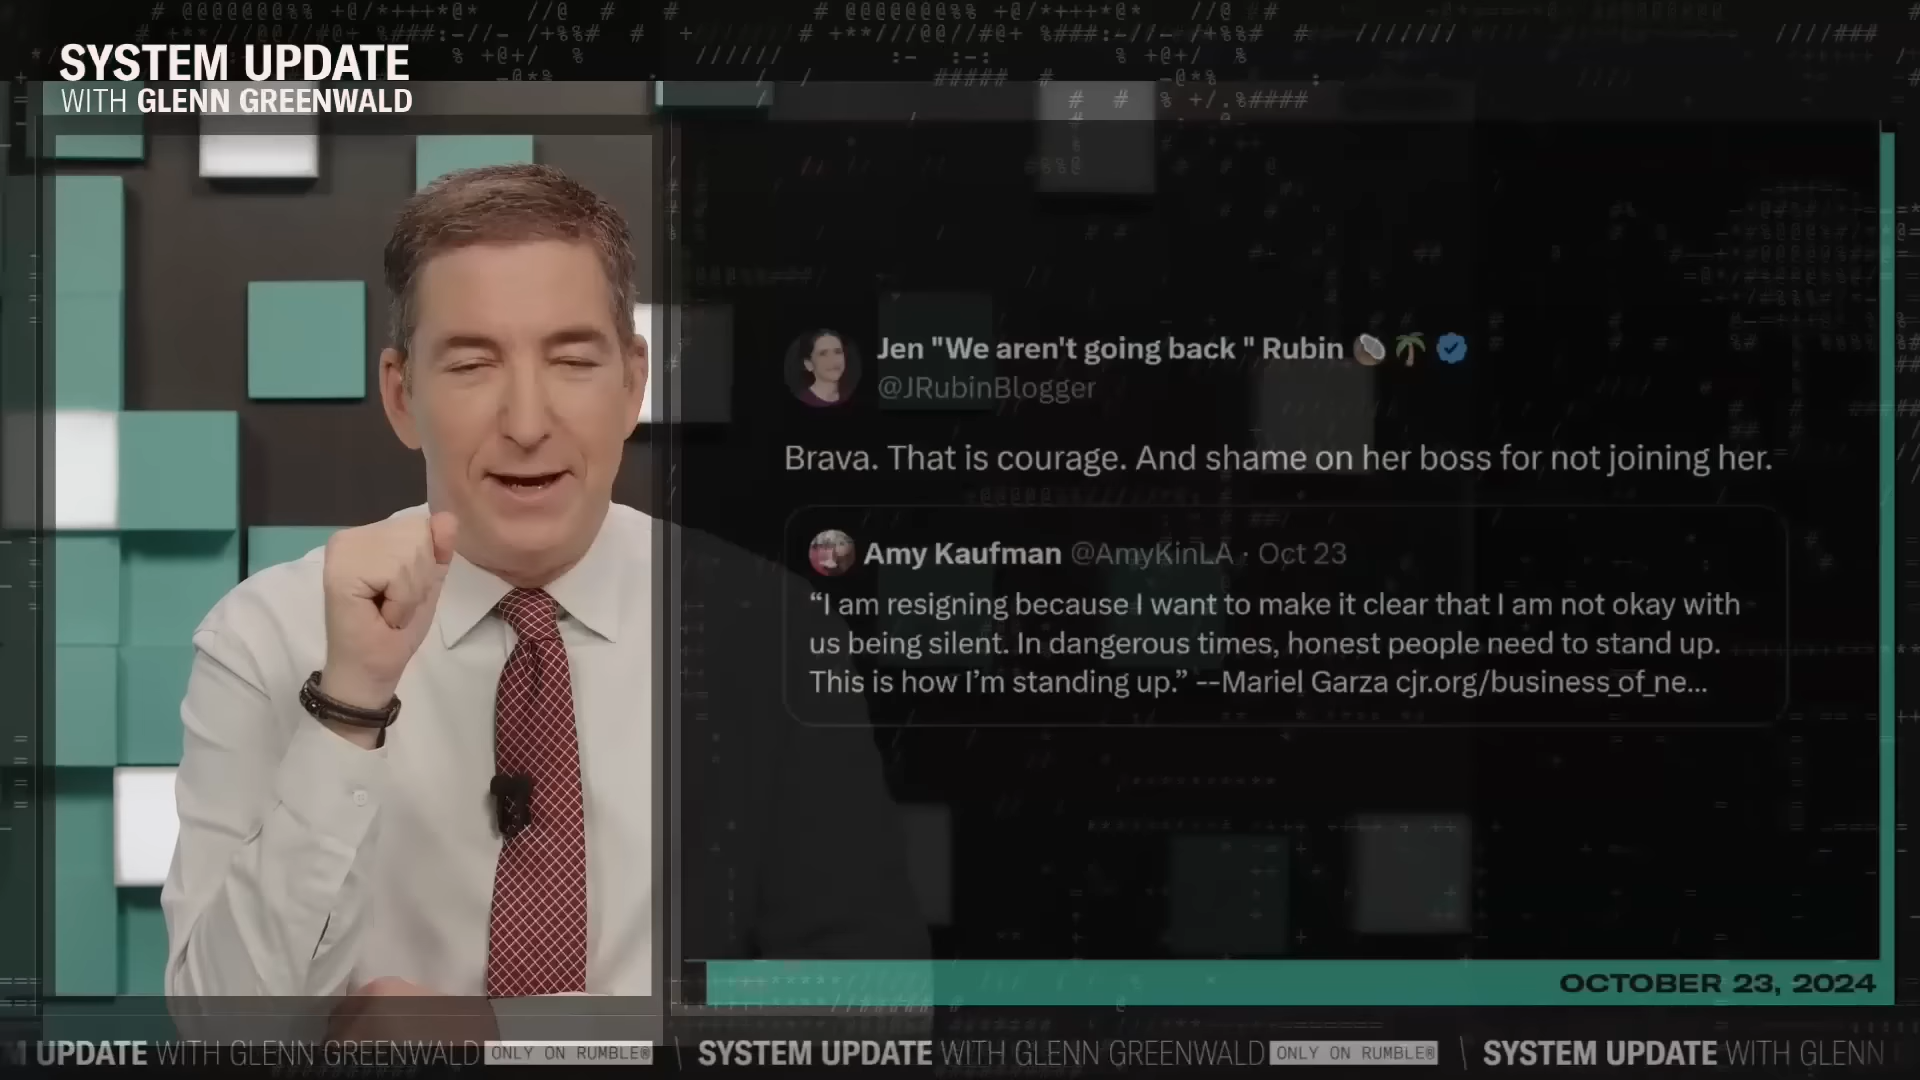 SYSTEM UPDATE
WITH GLENN GREENWALD
Jen "We aren't going back " Rubin
@JRubinBlogger
Brava. That is courage. And shame on her boss for not joining her.
Amy Kaufman @AmyKinLA · Oct 23
“I am resigning because I want to make it clear that I am not okay with
us being silent. In dangerous times, honest people need to stand up.
This is how I’m standing up.” --Mariel Garza cjr.org/business_of_ne...
OCTOBER 23, 2024
M UPDATE WITH GLENN GREENWALD ONLY ON RUMBLE® \ SYSTEM UPDATE WITH GLENN GREENWALD ONLY ON RUMBLE® \ SYSTEM UPDATE WITH GLENN